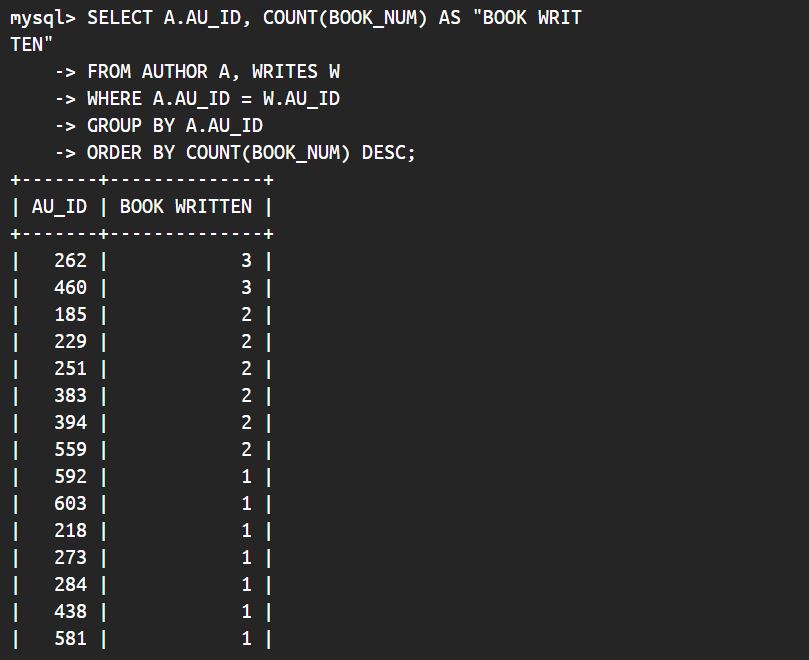 mysql> SELECT A.AU_ID, COUNT(BOOK_NUM) AS "BOOK WRIT
TEN"
    -> FROM AUTHOR A, WRITES W
    -> WHERE A.AU_ID = W.AU_ID
    -> GROUP BY A.AU_ID
    -> ORDER BY COUNT(BOOK_NUM) DESC;
+-------+--------------+
| AU_ID | BOOK WRITTEN |
+-------+--------------+
|   262 |            3 |
|   460 |            3 |
|   185 |            2 |
|   229 |            2 |
|   251 |            2 |
|   383 |            2 |
|   394 |            2 |
|   559 |            2 |
|   592 |            1 |
|   603 |            1 |
|   218 |            1 |
|   273 |            1 |
|   284 |            1 |
|   438 |            1 |
|   581 |            1 |